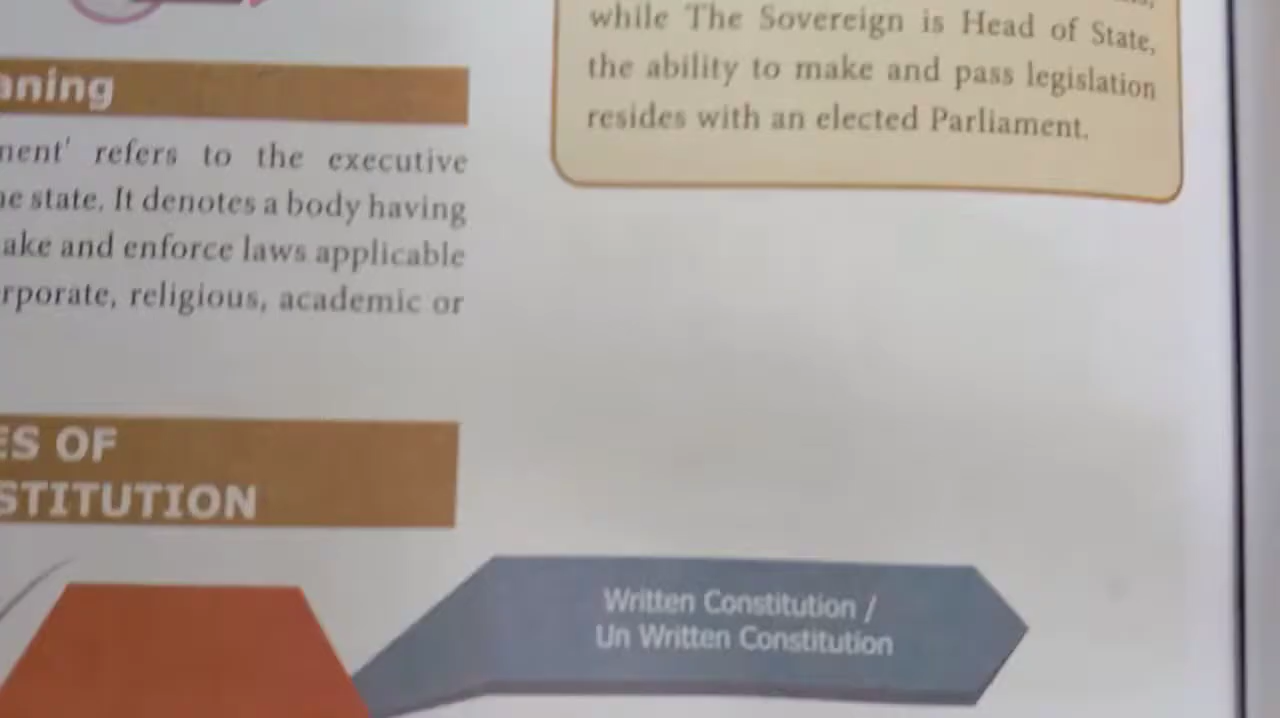 aning
nent' refers to the executive
he state. It denotes a body having
ake and enforce laws applicable
rporate, religious, academic or
ES OF
STITUTION
while The Sovereign is Head of State,
the ability to make and pass legislation
resides with an elected Parliament.
Written Constitution /
Un Written Constitution